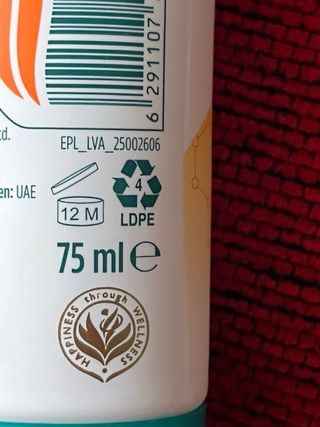 6 291107
td.
EPL_LVA_25002606
en: UAE
12 M
4
LDPE
75 ml e
HAPPINESS through WELLNESS